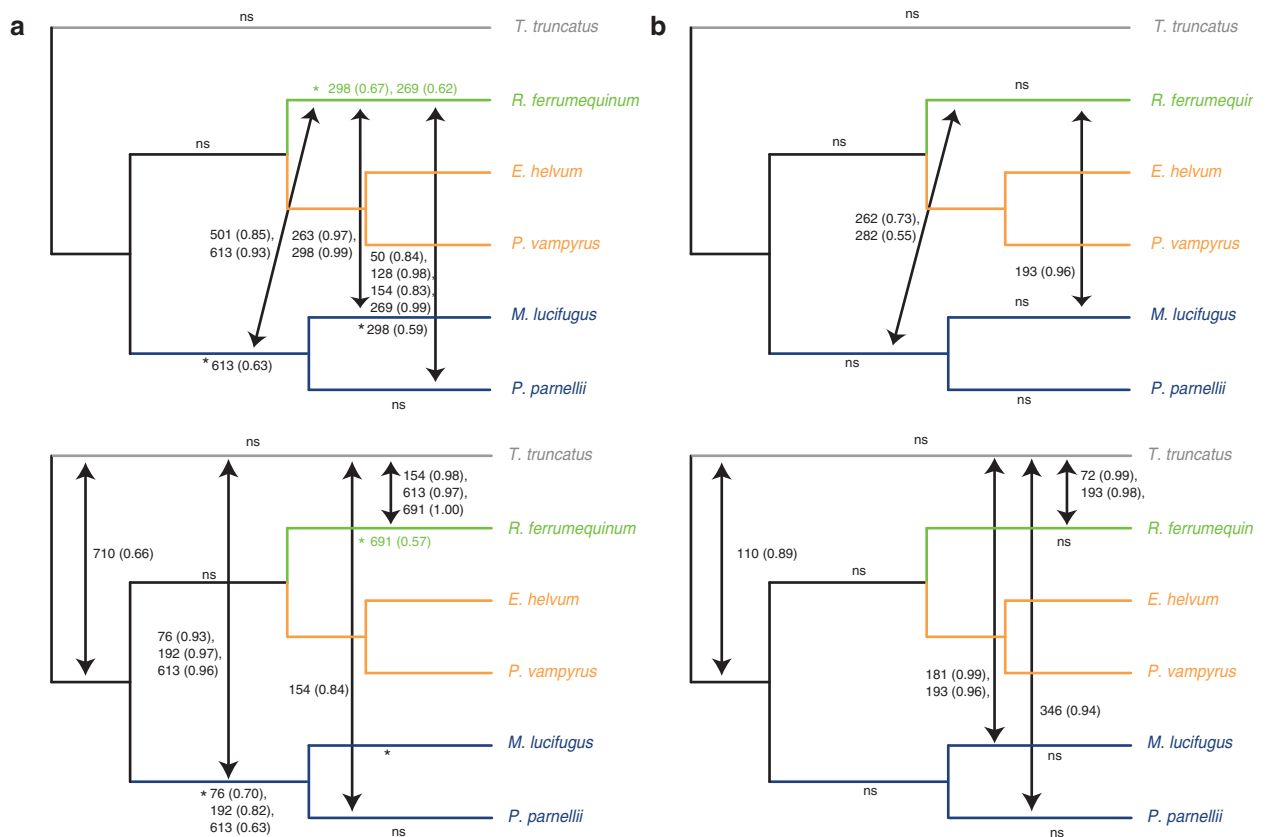 a
ns
T. truncatus
* 298 (0.67), 269 (0.62)
R. ferrumequinum
ns
E. helvum
501 (0.85),
613 (0.93)
263 (0.97)
298 (0.99)
P. vampyrus
50 (0.84),
128 (0.98),
154 (0.83),
269 (0.99)
M. lucifugus
* 298 (0.59)
* 613 (0.63)
P. parnellii
ns
ns
T. truncatus
154 (0.98),
613 (0.97),
691 (1.00)
R. ferrumequinum
* 691 (0.57)
710 (0.66)
ns
E. helvum
76 (0.93),
192 (0.97),
613 (0.96)
P. vampyrus
154 (0.84)
M. lucifugus
*
* 76 (0.70),
192 (0.82),
613 (0.63)
P. parnellii
ns
b
ns
T. truncatus
ns
R. ferrumequir
ns
E. helvum
262 (0.73),
282 (0.55)
P. vampyrus
193 (0.96)
ns
M. lucifugus
ns
P. parnellii
ns
ns
T. truncatus
72 (0.99),
193 (0.98),
R. ferrumequin
ns
110 (0.89)
ns
E. helvum
P. vampyrus
181 (0.99),
193 (0.96),
346 (0.94)
M. lucifugus
ns
ns
P. parnellii
ns